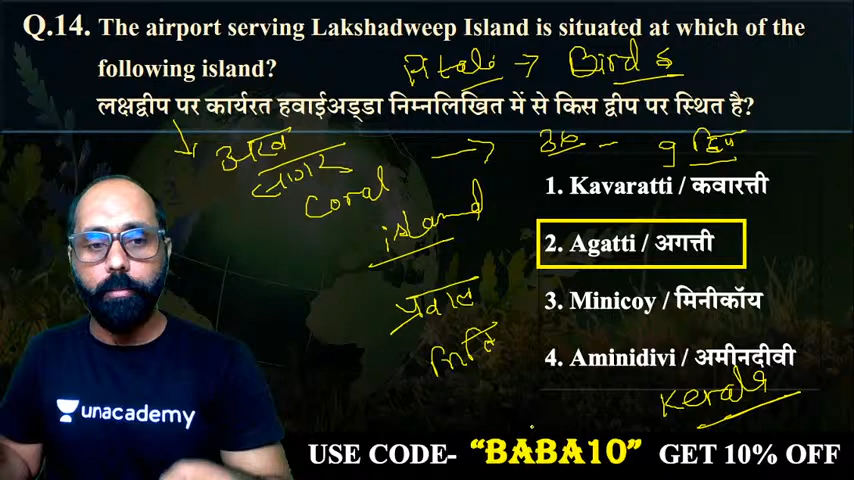 Q.14. The airport serving Lakshadweep Island is situated at which of the
following island?
Pitali → Birds
लक्षद्वीप पर कार्यरत हवाईअड्डा निम्नलिखित में से किस द्वीप पर स्थित है?
अरब
सागर
Coral
island
प्रवाल
भित्ति
1. Kavaratti / कवारत्ती
2. Agatti / अगत्ती
3. Minicoy / मिनीकॉय
4. Aminidivi / अमीनदीवी
Kerala
unacademy
USE CODE- “BABA10” GET 10% OFF